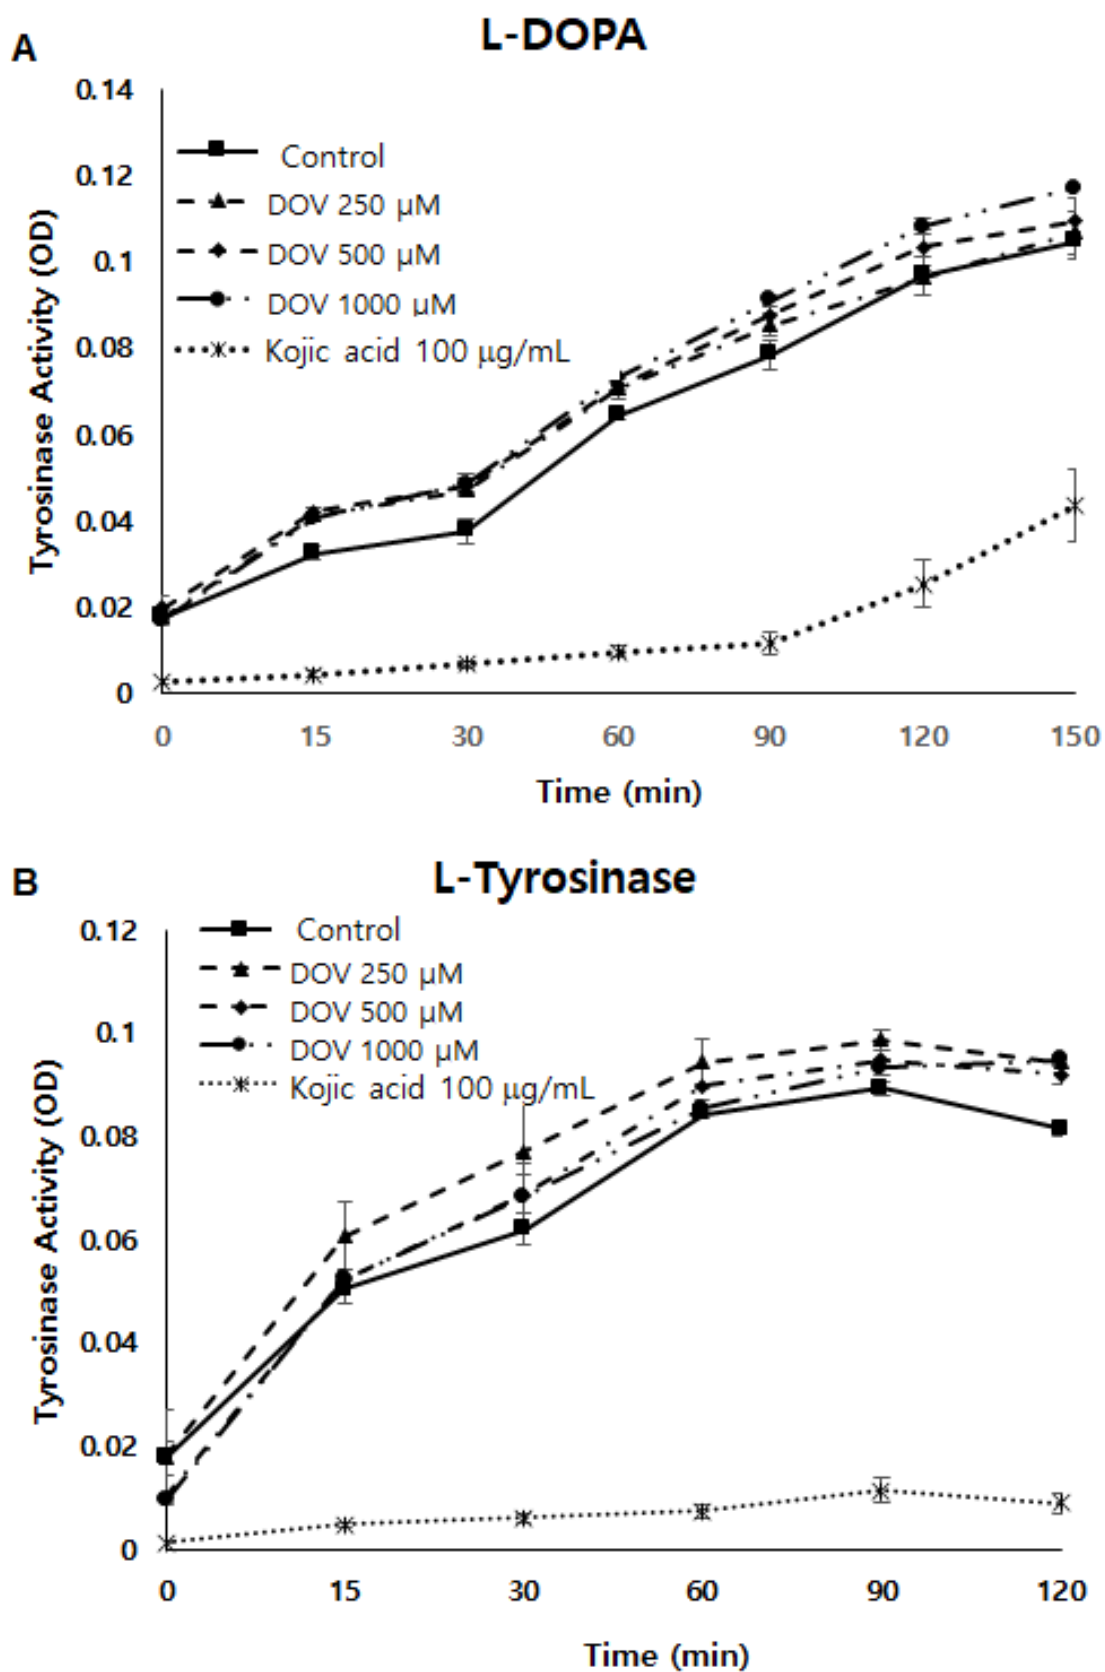 A
L-DOPA
Tyrosinase Activity (OD)
0.14
0.12
0.1
0.08
0.06
0.04
0.02
0
Control
DOV 250 μM
DOV 500 μM
DOV 1000 μM
Kojic acid 100 μg/mL
0 15 30 60 90 120 150
Time (min)
B
L-Tyrosinase
Tyrosinase Activity (OD)
0.12
0.1
0.08
0.06
0.04
0.02
0
Control
DOV 250 μM
DOV 500 μM
DOV 1000 μM
Kojic acid 100 μg/mL
0 15 30 60 90 120
Time (min)